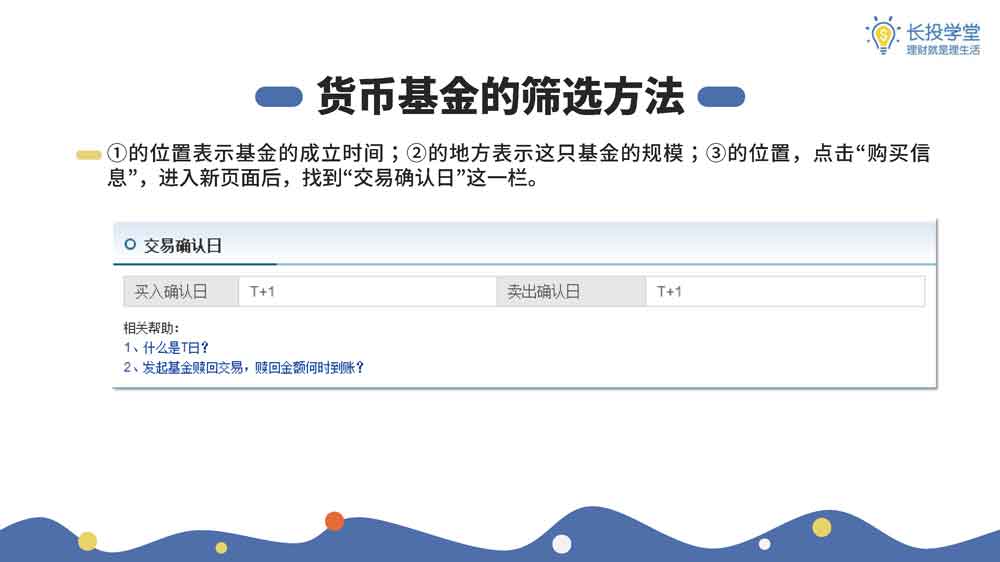 长投学堂
理财就是理生活
货币基金的筛选方法
①的位置表示基金的成立时间；②的地方表示这只基金的规模；③的位置，点击“购买信
息”，进入新页面后，找到“交易确认日”这一栏。
交易确认日
买入确认日 T+1 卖出确认日 T+1
相关帮助：
1、什么是T日？
2、发起基金赎回交易，赎回金额何时到账？